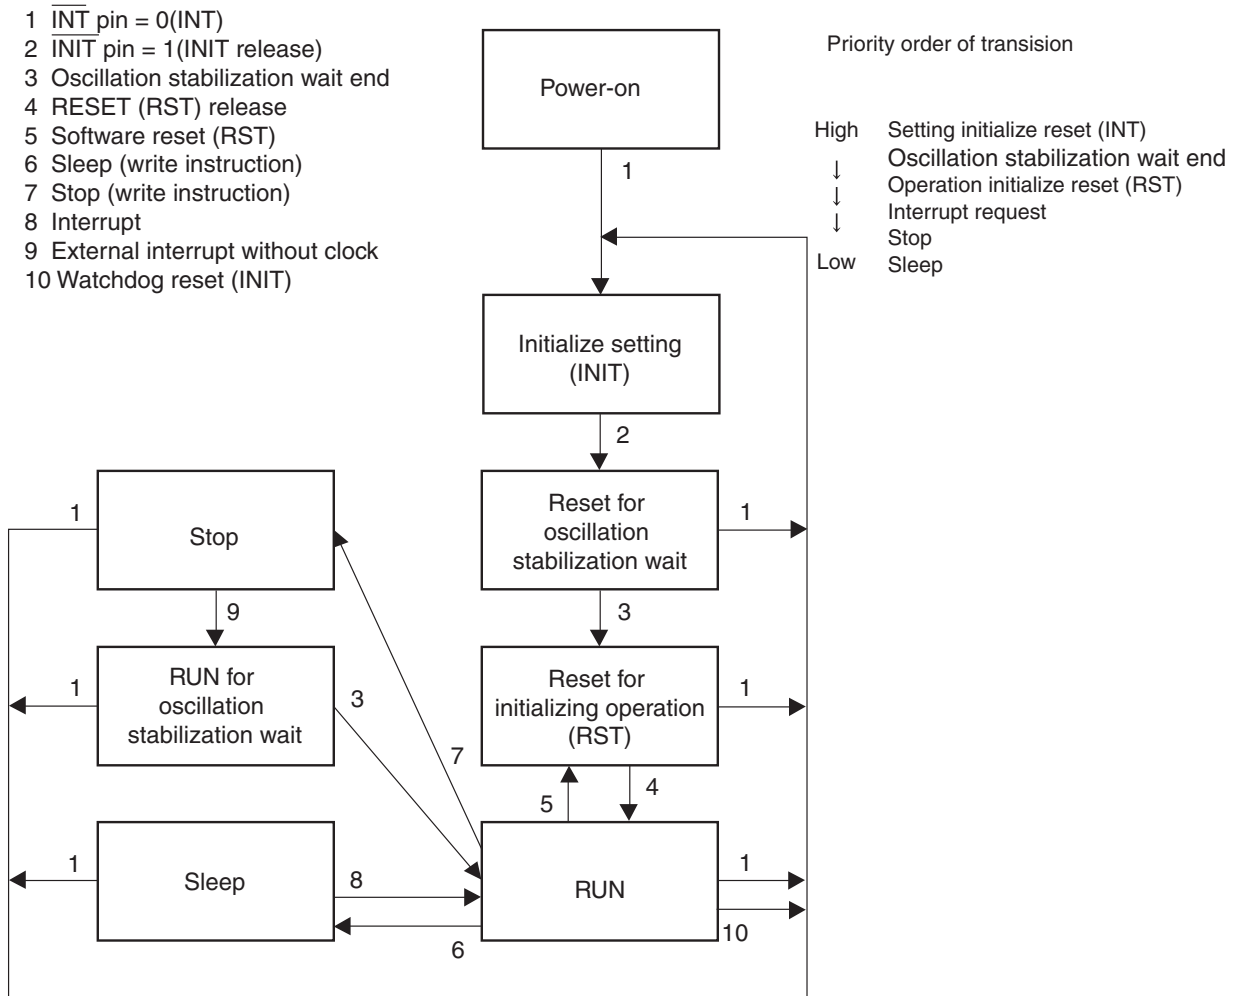 1 INT pin = 0(INT)
2 INIT pin = 1(INIT release)
3 Oscillation stabilization wait end
4 RESET (RST) release
5 Software reset (RST)
6 Sleep (write instruction)
7 Stop (write instruction)
8 Interrupt
9 External interrupt without clock
10 Watchdog reset (INIT)
Priority order of transision
High Setting initialize reset (INT)
↓ Oscillation stabilization wait end
↓ Operation initialize reset (RST)
↓ Interrupt request
Stop
Low Sleep
Power-on
1
Initialize setting
(INIT)
2
Reset for
oscillation
stabilization wait
1
3
Reset for
initializing operation
(RST)
1
5
4
RUN
1
10
Stop
1
9
RUN for
oscillation
stabilization wait
1
3
7
Sleep
1
8
6